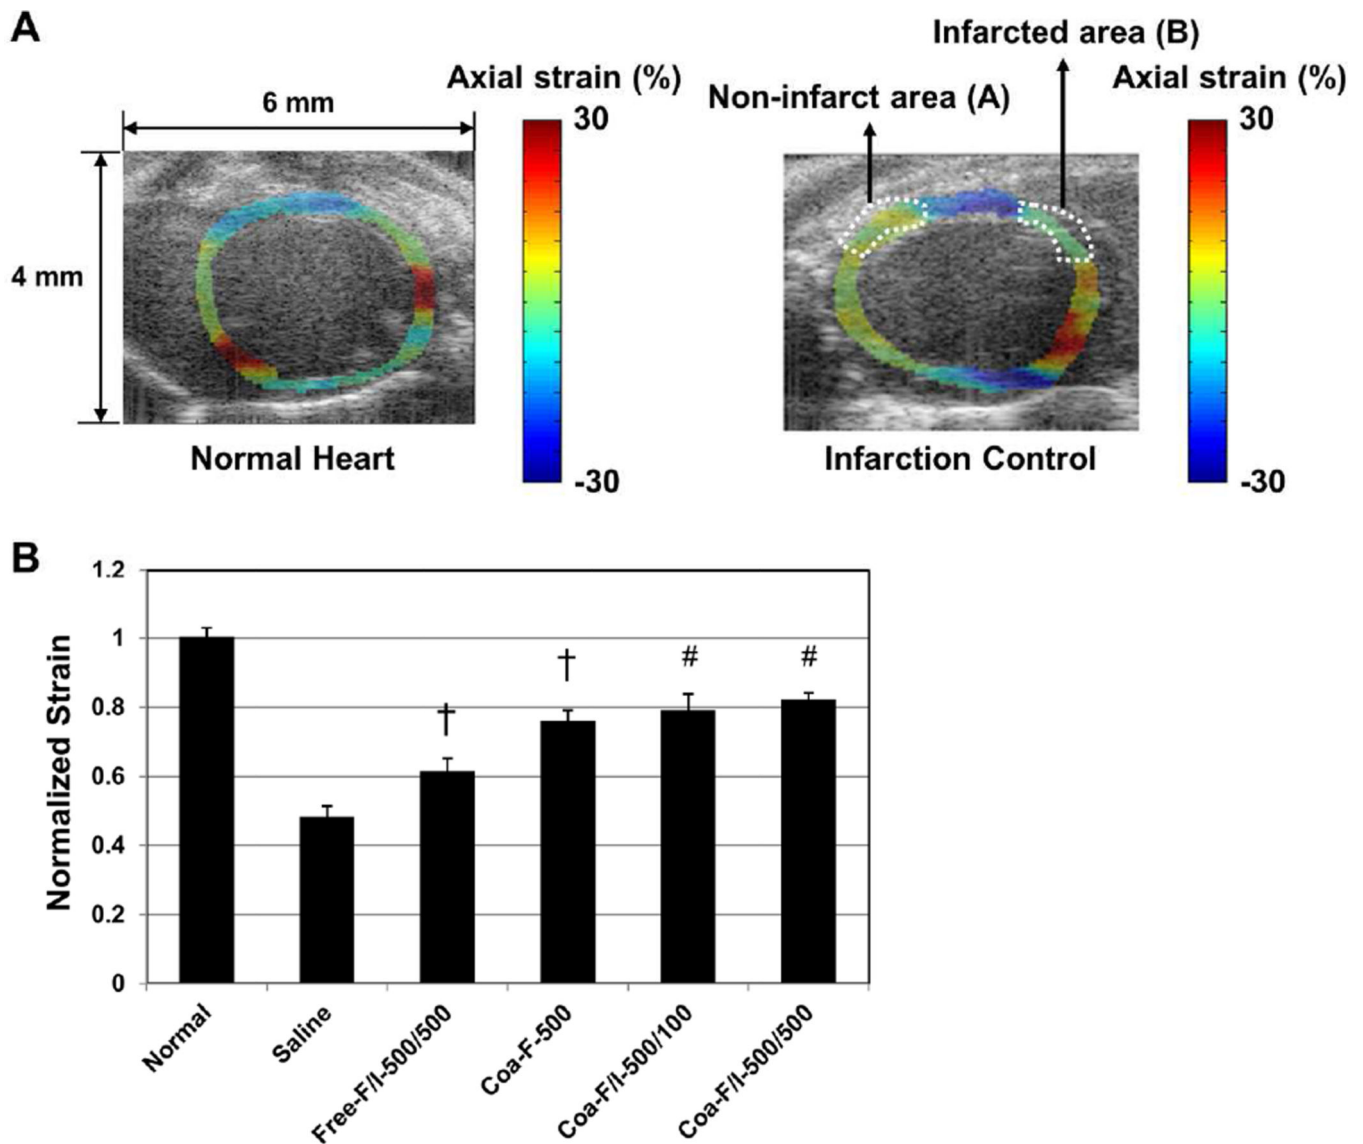 A
Infarcted area (B)
Axial strain (%)
Axial strain (%)
6 mm
Non-infarct area (A)
30
30
4 mm
Normal Heart
Infarction Control
-30
-30
B
Normalized Strain
1.2
1
0.8
0.6
0.4
0.2
0
†
†
#
#
Normal
Saline
Free-F/I-500/500
Coa-F-500
Coa-F/I-500/100
Coa-F/I-500/500